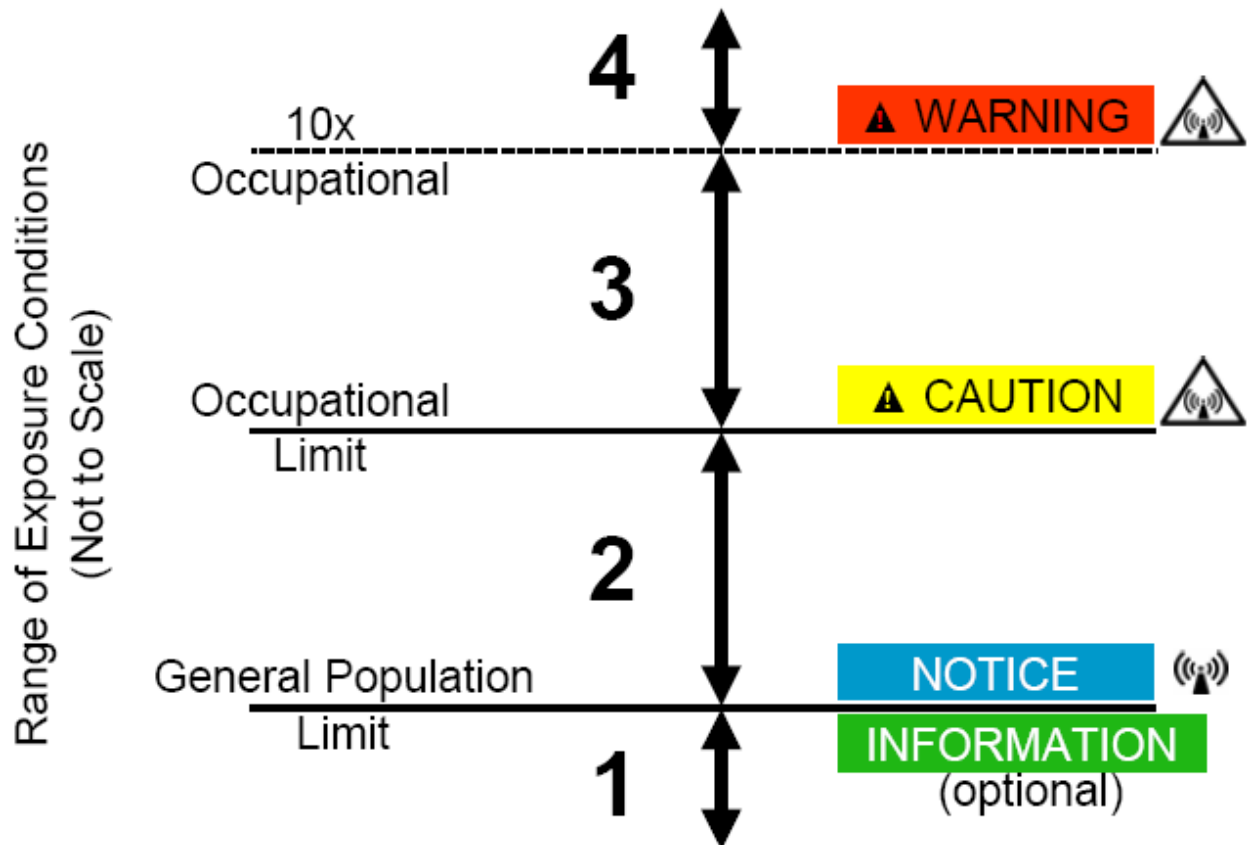 Range of Exposure Conditions
(Not to Scale)
4
10x
WARNING
Occupational
3
Occupational
CAUTION
Limit
2
General Population
NOTICE
Limit
INFORMATION
(optional)
1